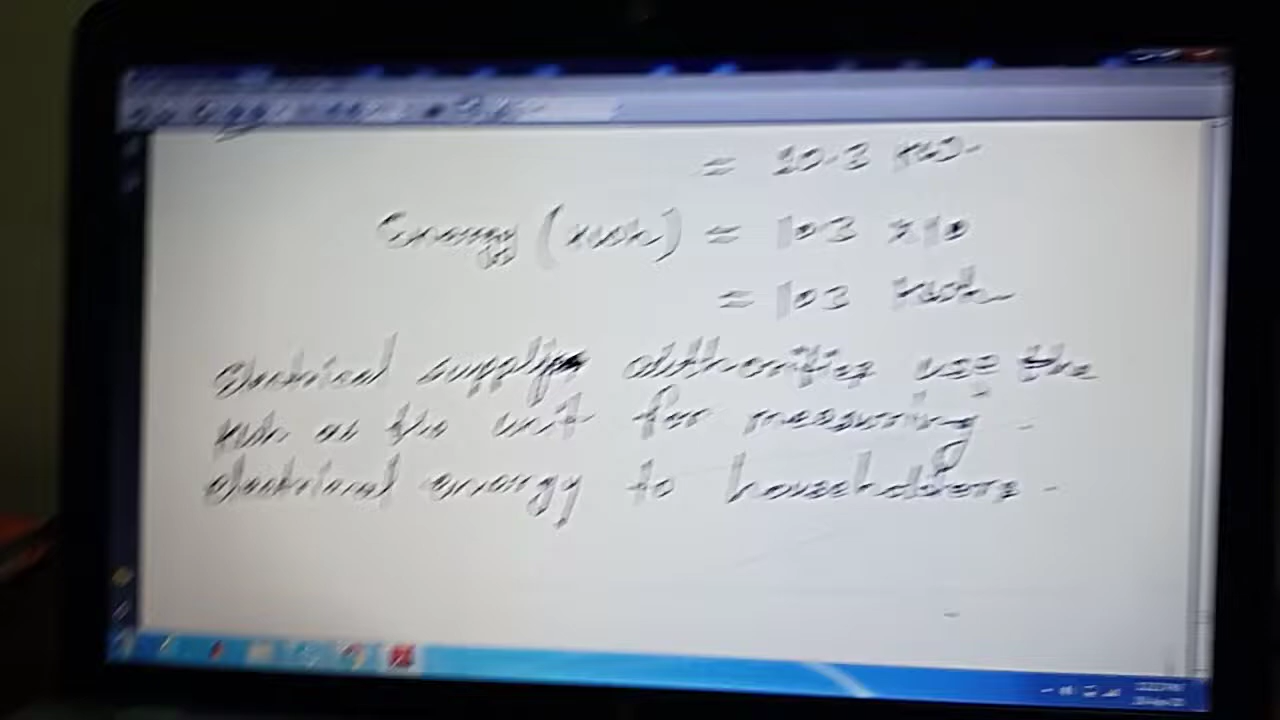 = 10.3 KW.
Energy (kwh) = 10.3 x 10
= 103 kwh
Electrical supply authorities use the
kwh as the unit for measuring
electrical energy to householders.